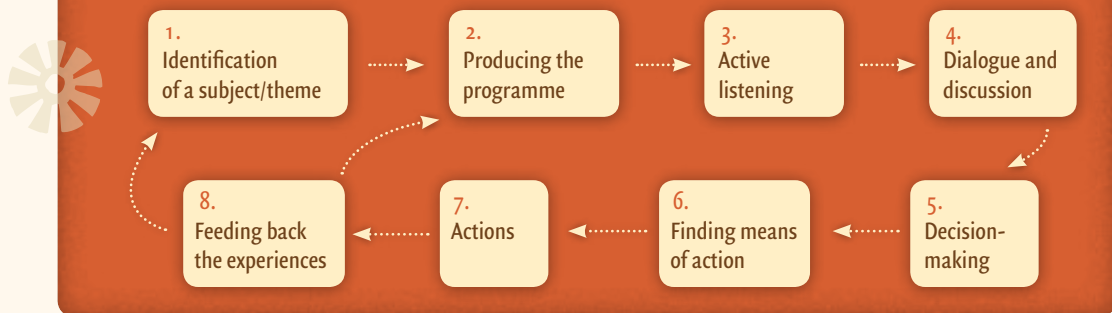 1.
Identification
of a subject/theme
2.
Producing the
programme
3.
Active
listening
4.
Dialogue and
discussion
5.
Decision-
making
6.
Finding means
of action
7.
Actions
8.
Feeding back
the experiences